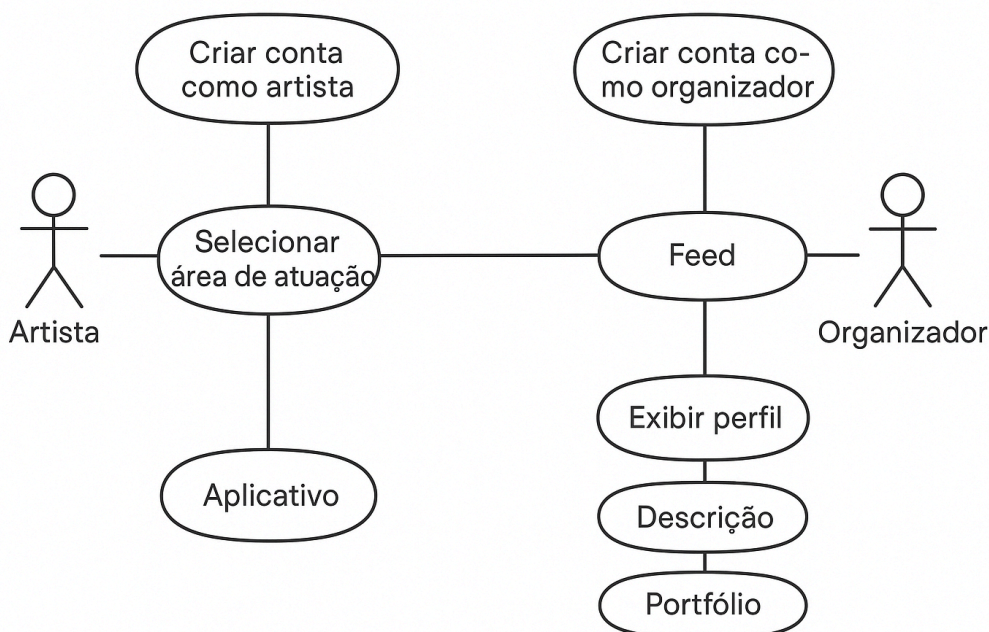 Criar conta
como artista
Criar conta co-
mo organizador
Artista
Selecionar
área de atuação
Feed
Organizador
Exibir perfil
Aplicativo
Descrição
Portfólio